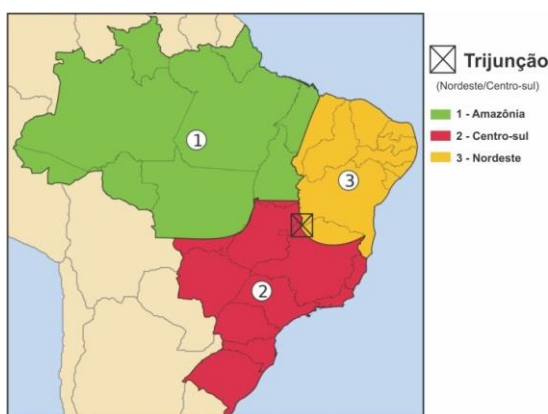 Trijunção
(Nordeste/Centro-sul)
1 - Amazônia
2 - Centro-sul
3 - Nordeste
1
3
2